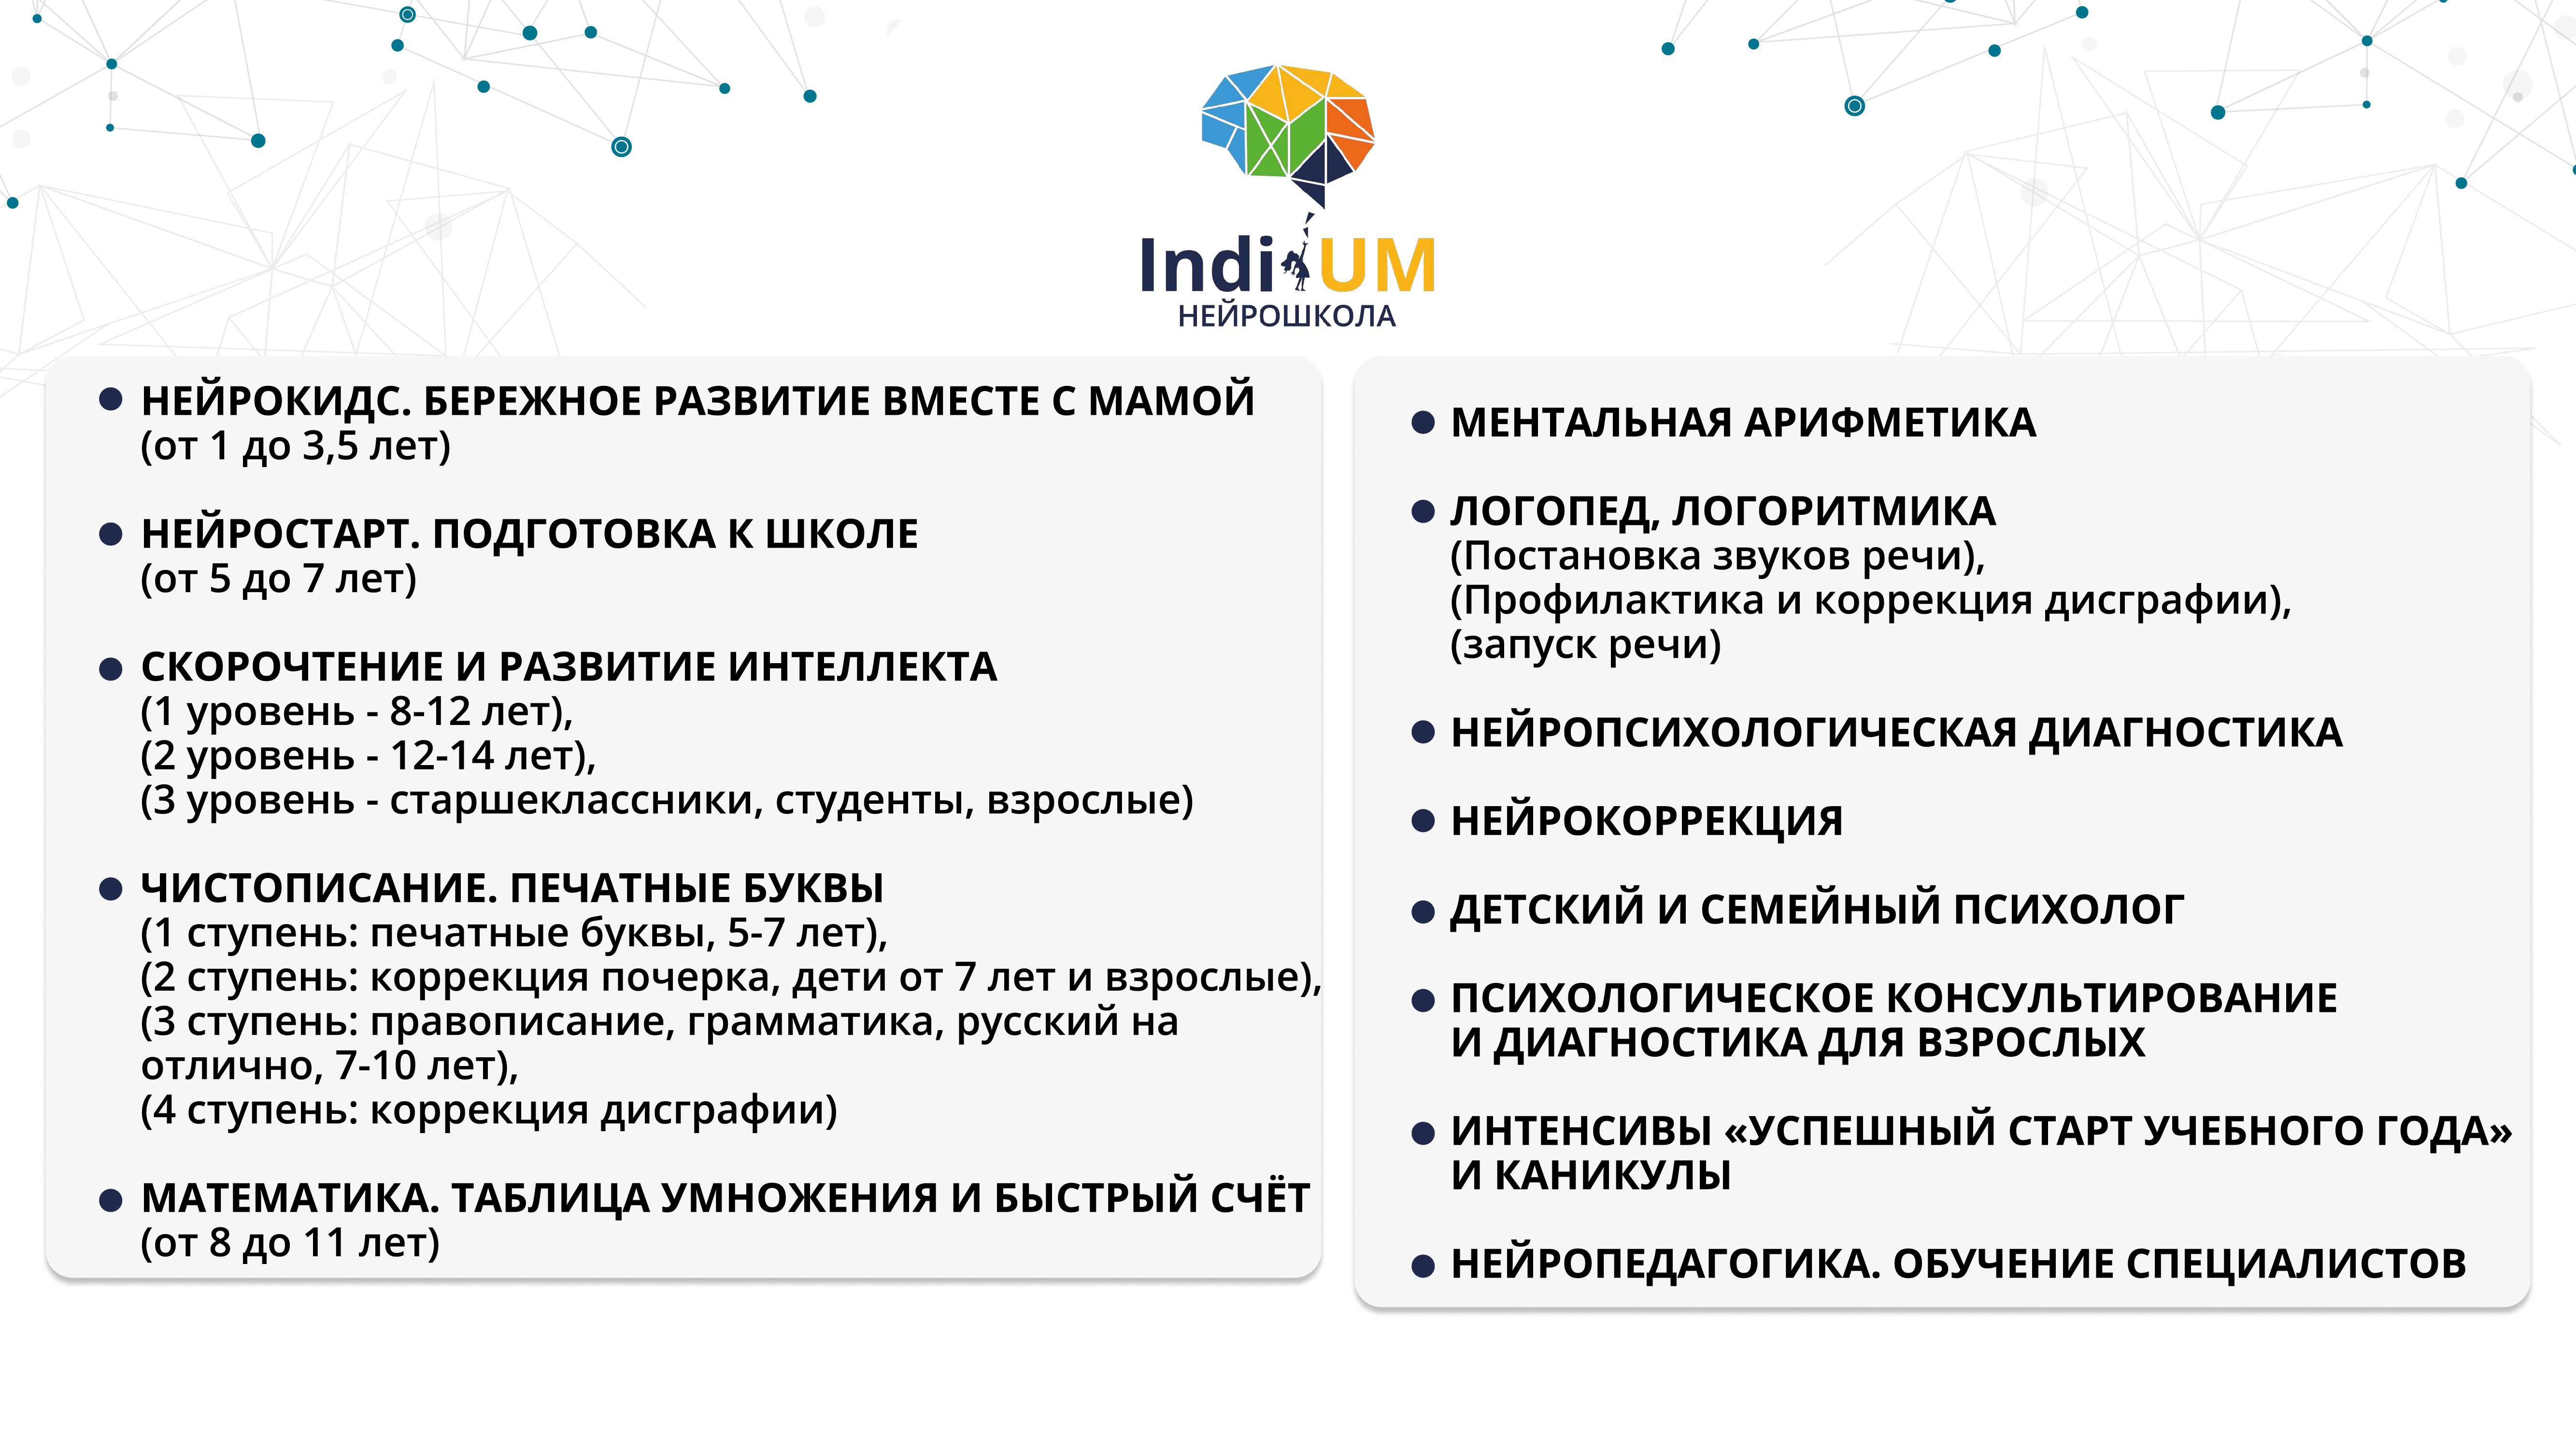 Indi UM
НЕЙРОШКОЛА
НЕЙРОКИДС. БЕРЕЖНОЕ РАЗВИТИЕ ВМЕСТЕ С МАМОЙ
(от 1 до 3,5 лет)
НЕЙРОСТАРТ. ПОДГОТОВКА К ШКОЛЕ
(от 5 до 7 лет)
СКОРОЧТЕНИЕ И РАЗВИТИЕ ИНТЕЛЛЕКТА
(1 уровень - 8-12 лет),
(2 уровень - 12-14 лет),
(3 уровень - старшеклассники, студенты, взрослые)
ЧИСТОПИСАНИЕ. ПЕЧАТНЫЕ БУКВЫ
(1 ступень: печатные буквы, 5-7 лет),
(2 ступень: коррекция почерка, дети от 7 лет и взрослые),
(3 ступень: правописание, грамматика, русский на
отлично, 7-10 лет),
(4 ступень: коррекция дисграфии)
МАТЕМАТИКА. ТАБЛИЦА УМНОЖЕНИЯ И БЫСТРЫЙ СЧЁТ
(от 8 до 11 лет)
МЕНТАЛЬНАЯ АРИФМЕТИКА
ЛОГОПЕД, ЛОГОРИТМИКА
(Постановка звуков речи),
(Профилактика и коррекция дисграфии),
(запуск речи)
НЕЙРОПСИХОЛОГИЧЕСКАЯ ДИАГНОСТИКА
НЕЙРОКОРРЕКЦИЯ
ДЕТСКИЙ И СЕМЕЙНЫЙ ПСИХОЛОГ
ПСИХОЛОГИЧЕСКОЕ КОНСУЛЬТИРОВАНИЕ
И ДИАГНОСТИКА ДЛЯ ВЗРОСЛЫХ
ИНТЕНСИВЫ «УСПЕШНЫЙ СТАРТ УЧЕБНОГО ГОДА»
И КАНИКУЛЫ
НЕЙРОПЕДАГОГИКА. ОБУЧЕНИЕ СПЕЦИАЛИСТОВ